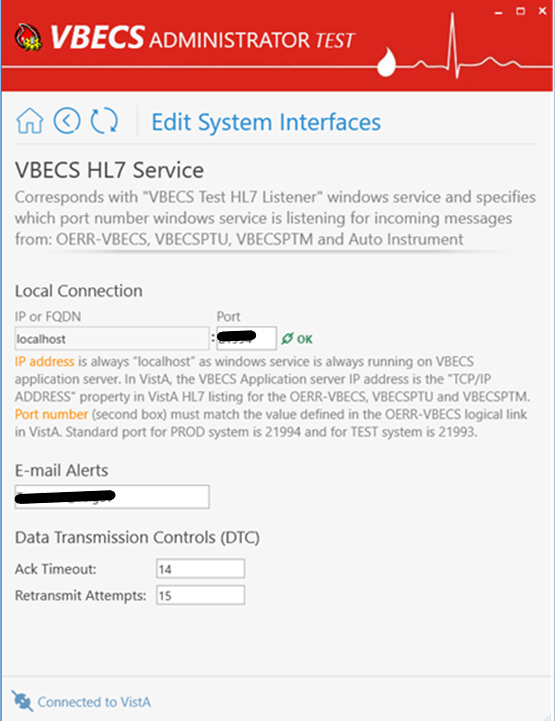 VBECS ADMINISTRATOR TEST
Edit System Interfaces
VBECS HL7 Service
Corresponds with "VBECS Test HL7 Listener" windows service and specifies
which port number windows service is listening for incoming messages
from: OERR-VBECS, VBECSPTU, VBECSPTM and Auto Instrument
Local Connection
IP or FQDN Port
localhost : OK
IP address is always "localhost" as windows service is always running on VBECS
application server. In VistA, the VBECS Application server IP address is the "TCP/IP
ADDRESS" property in VistA HL7 listing for the OERR-VBECS, VBECSPTU and VBECSPTM.
Port number (second box) must match the value defined in the OERR-VBECS logical link
in VistA. Standard port for PROD system is 21994 and for TEST system is 21993.
E-mail Alerts
Data Transmission Controls (DTC)
Ack Timeout: 14
Retransmit Attempts: 15
Connected to VistA